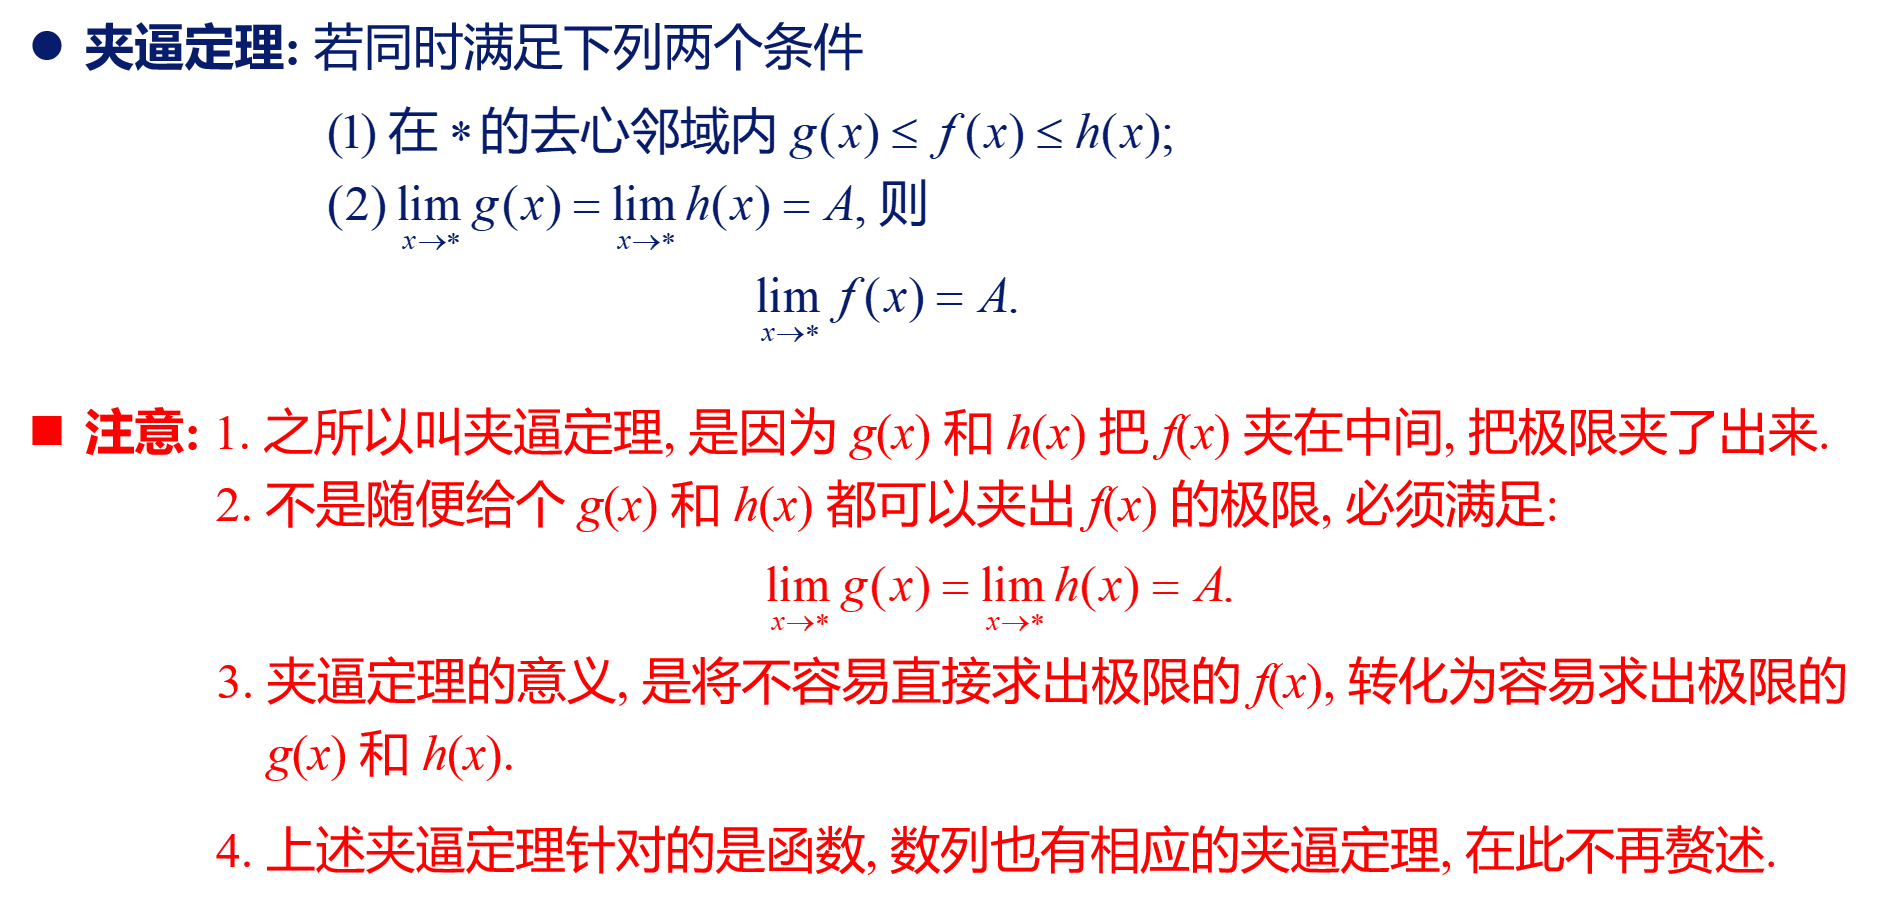 ● 夹逼定理: 若同时满足下列两个条件
(1) 在 * 的去心邻域内 g(x) ≤ f(x) ≤ h(x);
(2) lim_{x→*} g(x) = lim_{x→*} h(x) = A, 则
lim_{x→*} f(x) = A.
■ 注意: 1. 之所以叫夹逼定理, 是因为 g(x) 和 h(x) 把 f(x) 夹在中间, 把极限夹了出来.
2. 不是随便给个 g(x) 和 h(x) 都可以夹出 f(x) 的极限, 必须满足:
lim_{x→*} g(x) = lim_{x→*} h(x) = A.
3. 夹逼定理的意义, 是将不容易直接求出极限的 f(x), 转化为容易求出极限的
g(x) 和 h(x).
4. 上述夹逼定理针对的是函数, 数列也有相应的夹逼定理, 在此不再赘述.